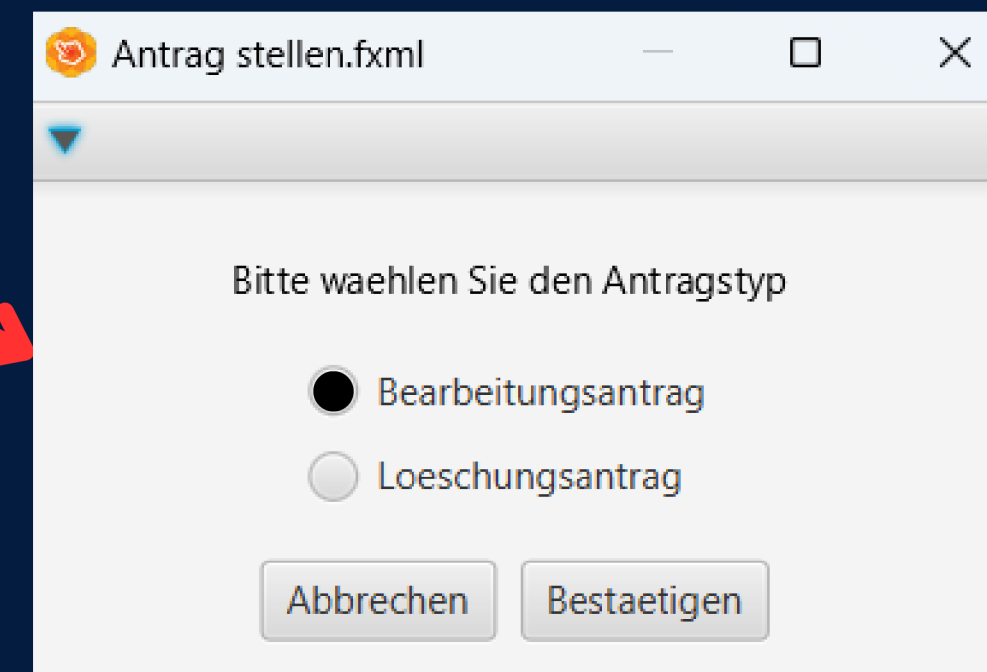 Antrag stellen.fxml
Bitte waehlen Sie den Antragstyp
Bearbeitungsantrag
Loeschungsantrag
Abbrechen Bestaetigen